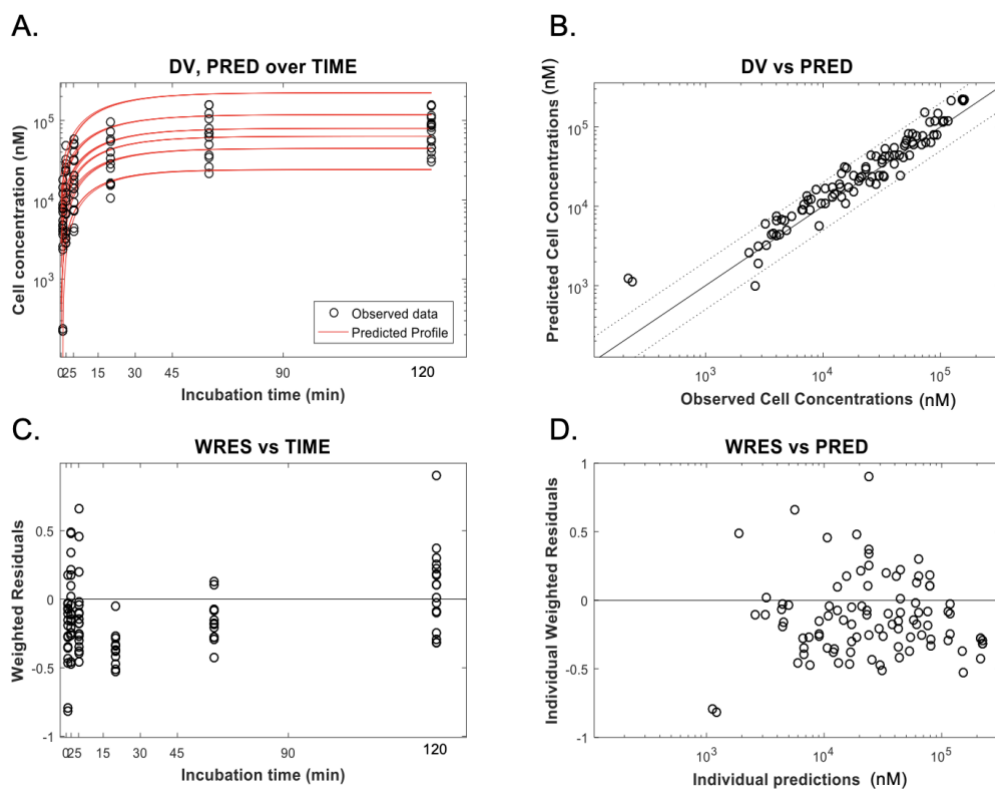 A.
DV, PRED over TIME
Cell concentration (nM)
10^5
10^4
10^3
Observed data
Predicted Profile
0 2 5 15 30 45 60 90 120
Incubation time (min)
B.
DV vs PRED
Predicted Cell Concentrations (nM)
10^5
10^4
10^3
10^3 10^4 10^5
Observed Cell Concentrations (nM)
C.
WRES vs TIME
Weighted Residuals
0.5
0
-0.5
-1
0 2 5 15 30 45 90 120
Incubation time (min)
D.
WRES vs PRED
Individual Weighted Residuals
1
0.5
0
-0.5
-1
10^3 10^4 10^5
Individual predictions (nM)